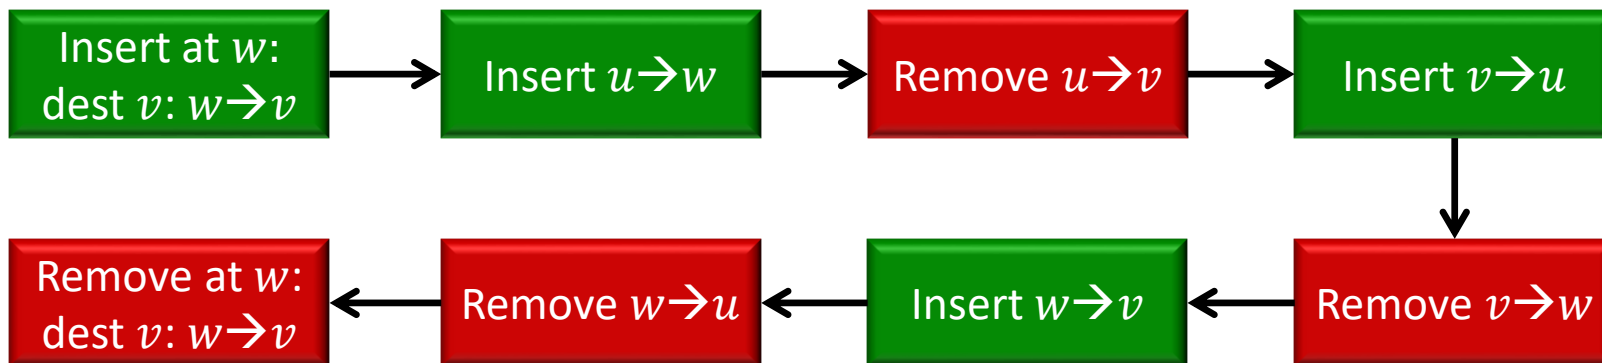 Insert at w:
dest v: w→v
Insert u→w
Remove u→v
Insert v→u
Remove v→w
Insert w→v
Remove w→u
Remove at w:
dest v: w→v